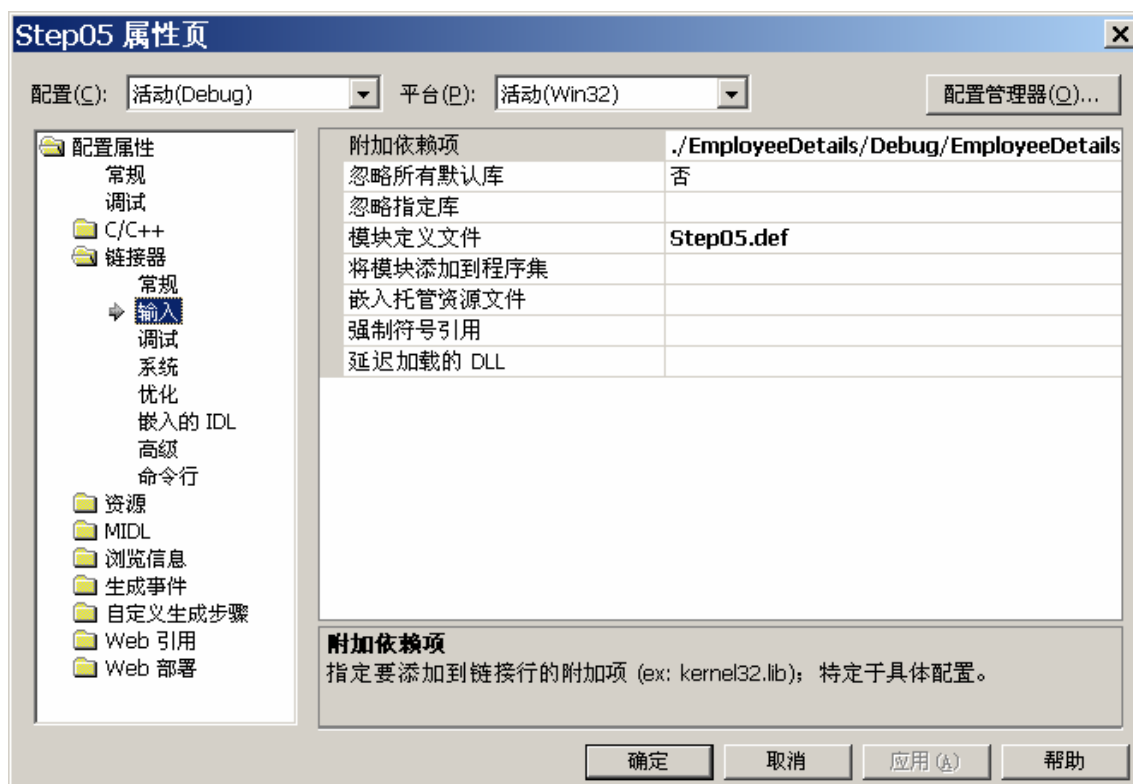 Step05 属性页
配置(C): 活动(Debug) 平台(P): 活动(Win32) 配置管理器(O)...
配置属性
常规
调试
C/C++
链接器
常规
输入
调试
系统
优化
嵌入的 IDL
高级
命令行
资源
MIDL
浏览信息
生成事件
自定义生成步骤
Web 引用
Web 部署
附加依赖项 ./EmployeeDetails/Debug/EmployeeDetails
忽略所有默认库 否
忽略指定库
模块定义文件 Step05.def
将模块添加到程序集
嵌入托管资源文件
强制符号引用
延迟加载的 DLL
附加依赖项
指定要添加到链接行的附加项 (ex: kernel32.lib)；特定于具体配置。
确定 取消 应用(A) 帮助